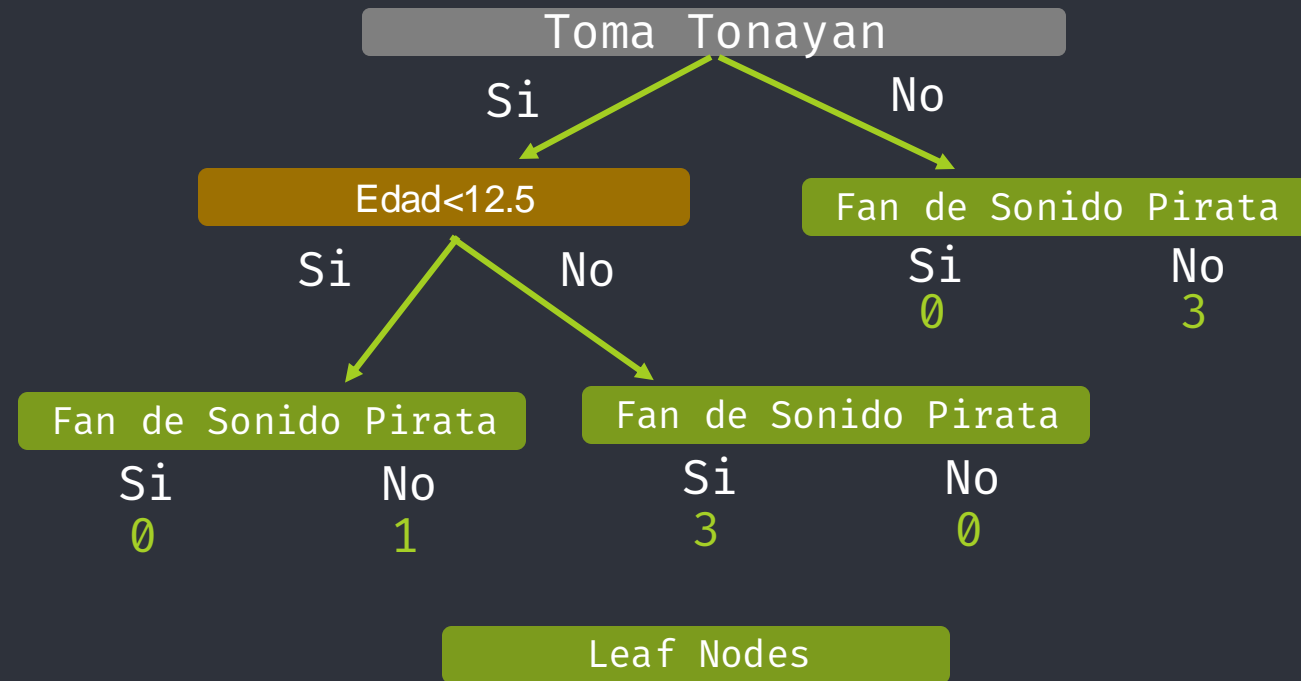 Toma Tonayan
Si No
Edad<12.5
Fan de Sonido Pirata
Si No
0 3
Si No
Fan de Sonido Pirata
Si No
0 1
Fan de Sonido Pirata
Si No
3 0
Leaf Nodes